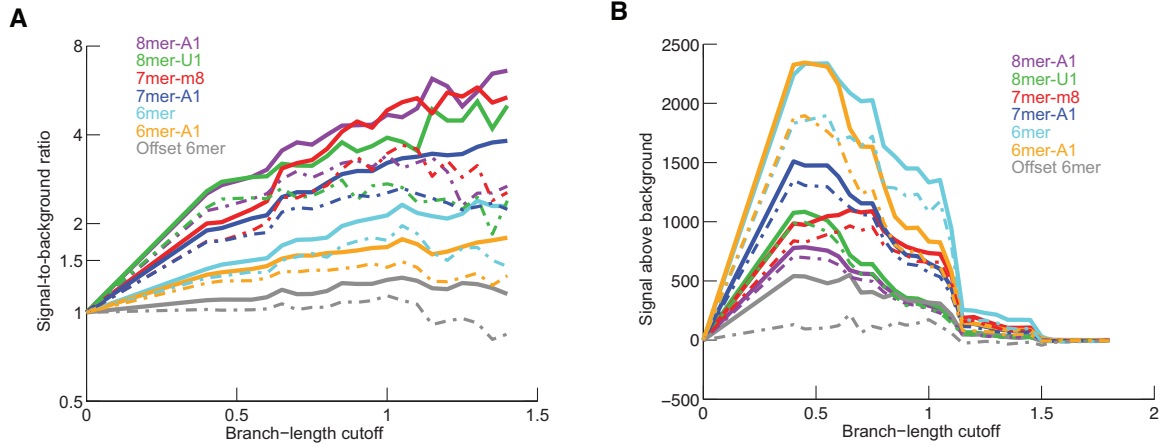 A
8mer-A1
8mer-U1
7mer-m8
7mer-A1
6mer
6mer-A1
Offset 6mer
Signal-to-background ratio
8
4
2
1.5
1
0.5
0
0.5
1
1.5
Branch-length cutoff
B
8mer-A1
8mer-U1
7mer-m8
7mer-A1
6mer
6mer-A1
Offset 6mer
Signal above background
2500
2000
1500
1000
500
0
−500
0
0.5
1
1.5
2
Branch-length cutoff